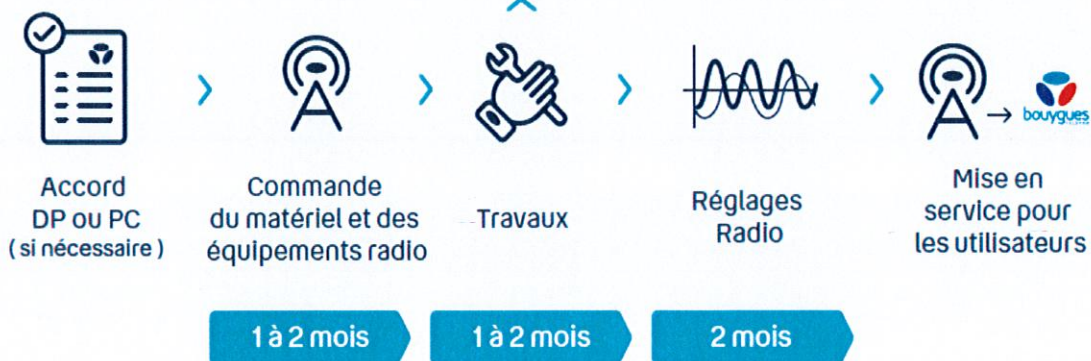 bouygues
Accord
DP ou PC
( si nécessaire )
Commande
du matériel et des
équipements radio
Travaux
Réglages
Radio
Mise en
service pour
les utilisateurs
1 à 2 mois
1 à 2 mois
2 mois